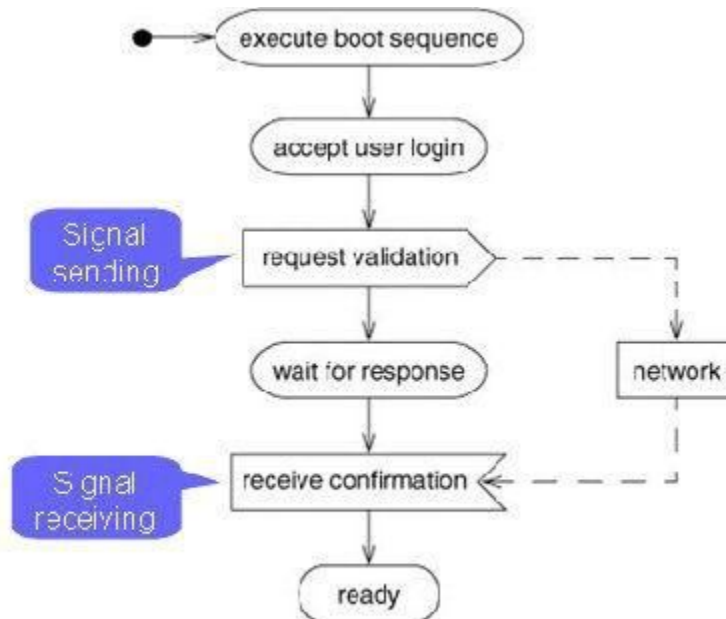 execute boot sequence
accept user login
Signal
sending
request validation
wait for response
network
Signal
receiving
receive confirmation
ready